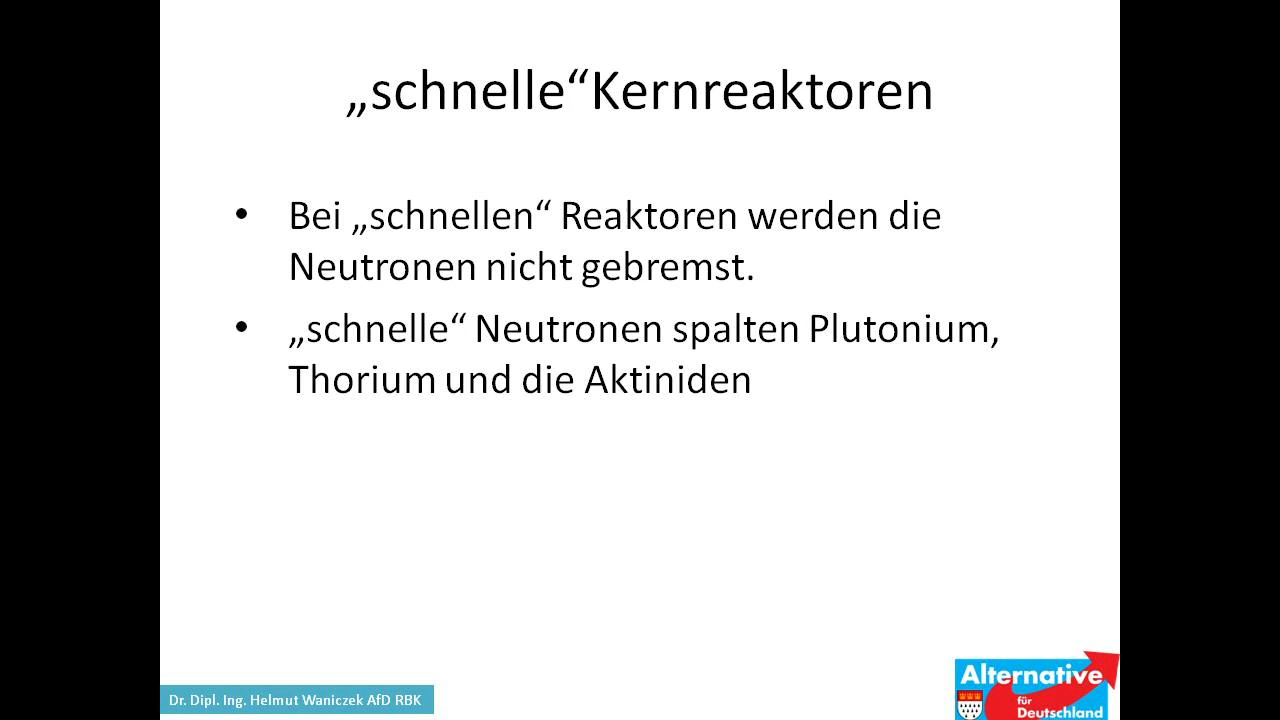 „schnelle“Kernreaktoren
• Bei „schnellen“ Reaktoren werden die
Neutronen nicht gebremst.
• „schnelle“ Neutronen spalten Plutonium,
Thorium und die Aktiniden
Dr. Dipl. Ing. Helmut Waniczek AfD RBK
Alternative
für
Deutschland